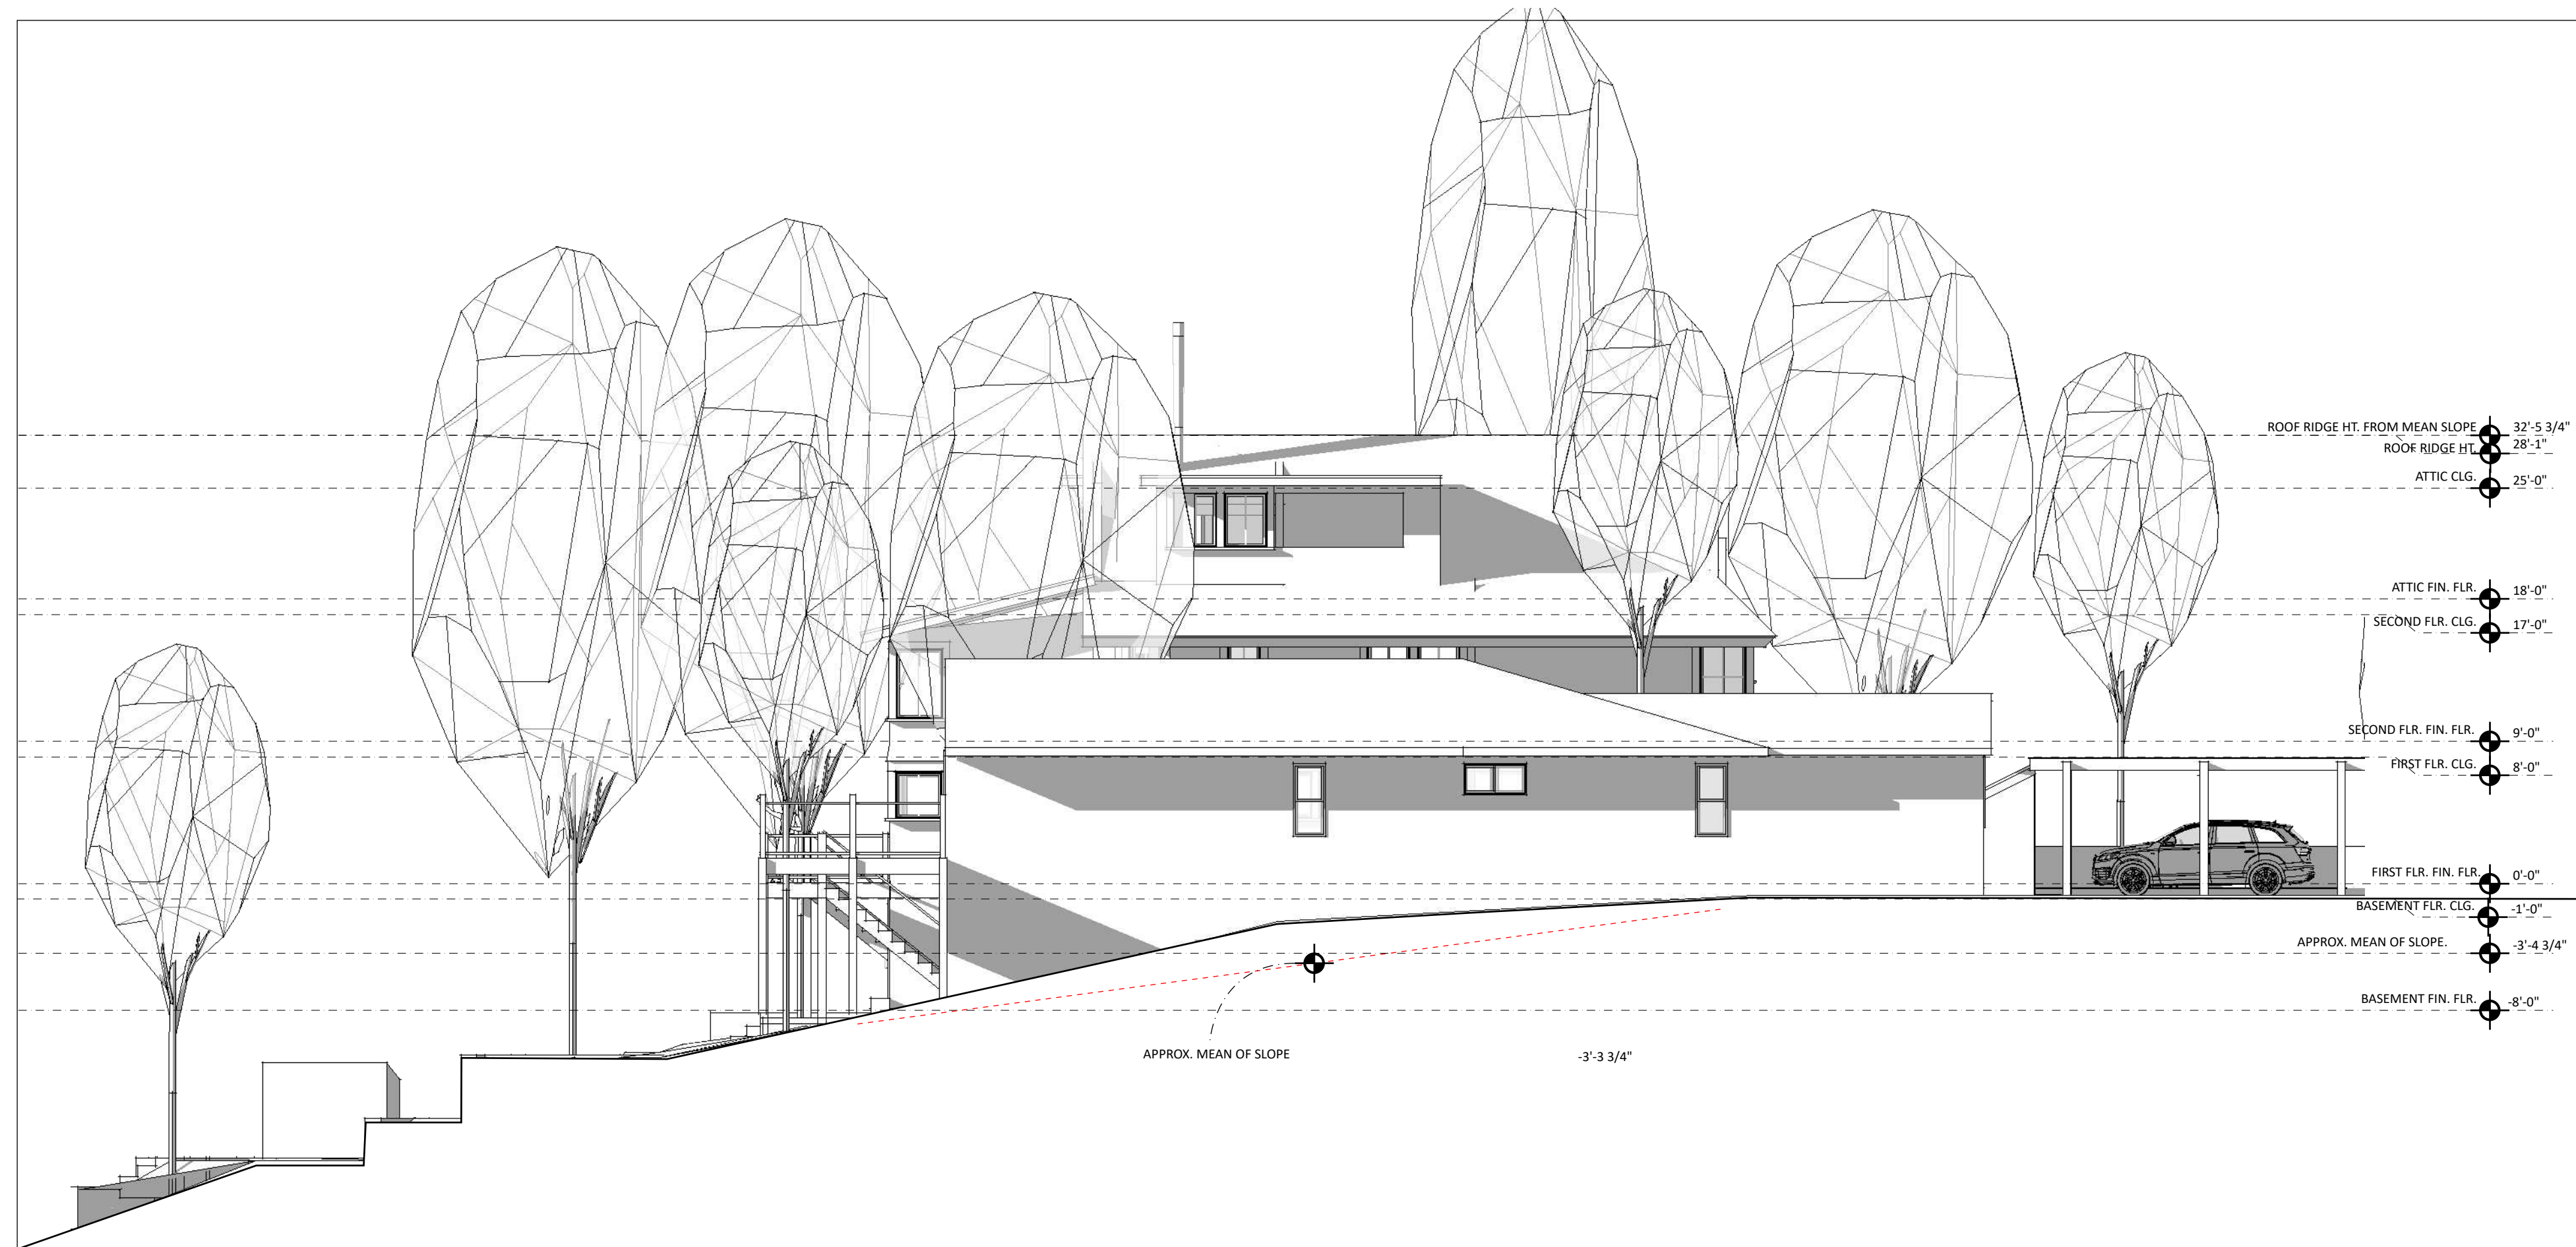 ROOF RIDGE HT. FROM MEAN SLOPE 32'-5 3/4"
ROOF RIDGE HT. 28'-1"
ATTIC CLG. 25'-0"
ATTIC FIN. FLR. 18'-0"
SECOND FLR. CLG. 17'-0"
SECOND FLR. FIN. FLR. 9'-0"
FIRST FLR. CLG. 8'-0"
FIRST FLR. FIN. FLR. 0'-0"
BASEMENT FLR. CLG. -1'-0"
APPROX. MEAN OF SLOPE. -3'-4 3/4"
BASEMENT FIN. FLR. -8'-0"
APPROX. MEAN OF SLOPE -3'-3 3/4"